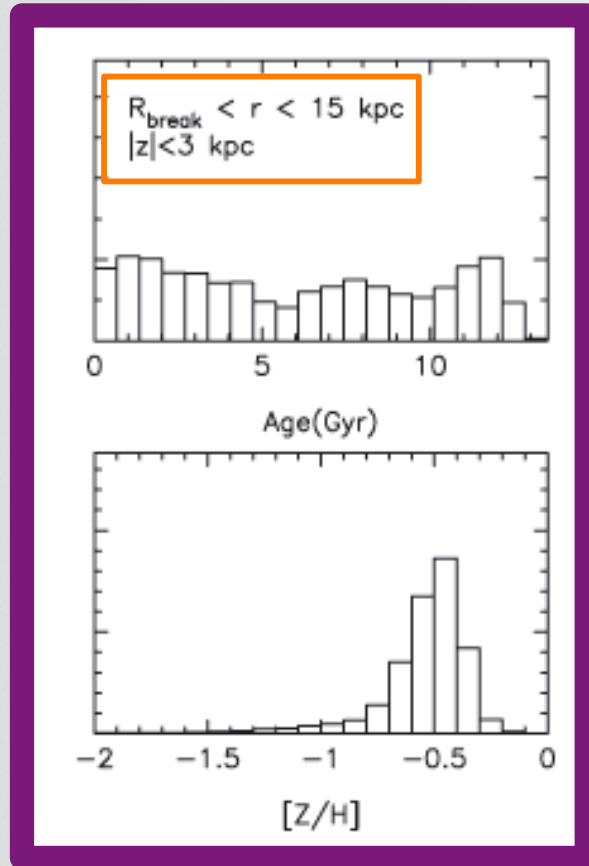 R_break < r < 15 kpc
|z|<3 kpc
0 5 10
Age(Gyr)
−2 −1.5 −1 −0.5 0
[Z/H]